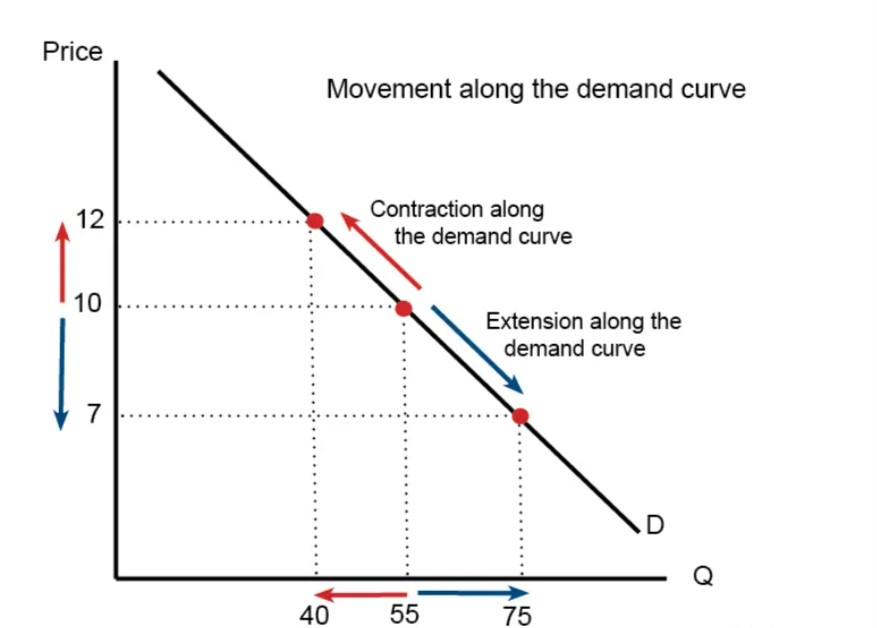 Price
Movement along the demand curve
12
Contraction along
the demand curve
10
Extension along the
demand curve
7
D
Q
40
55
75